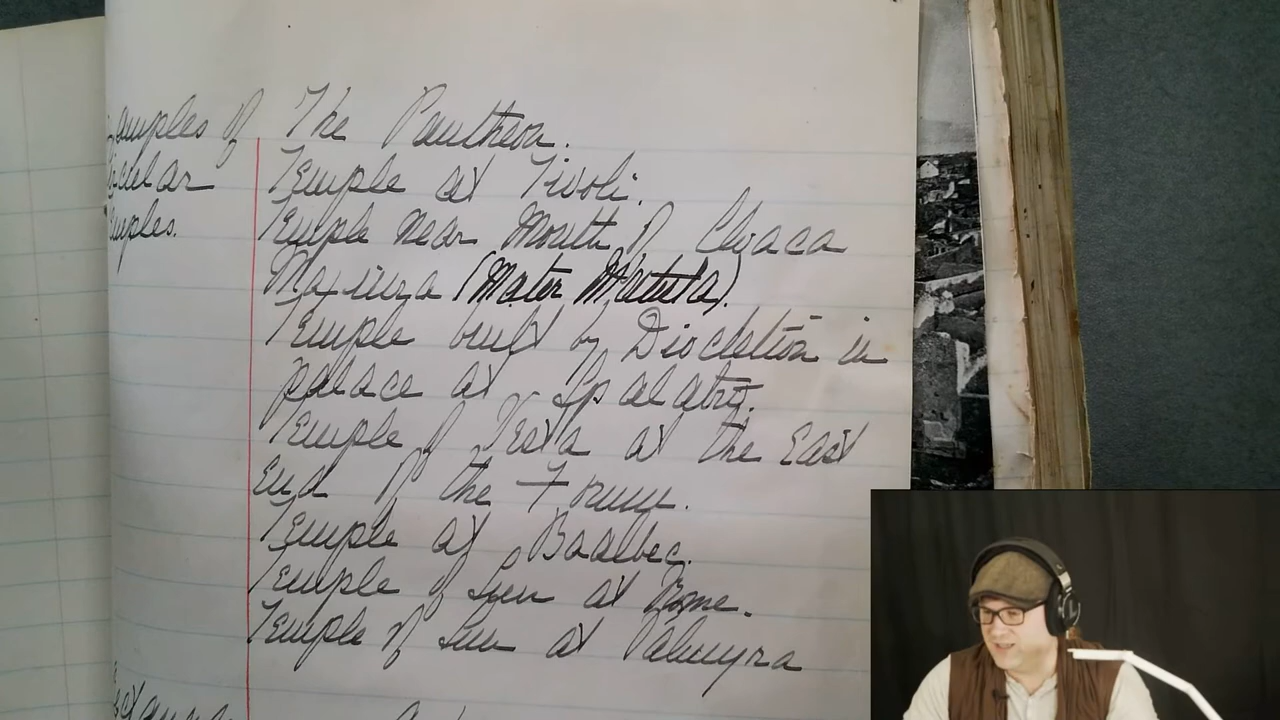 Examples of
Circular
Temples.
The Pantheon.
Temple at Tivoli.
Temple near Mouth of Cloaca
Maxima (Mater Matuta).
Temple built by Diocletian in
palace at Spalatro.
Temple of Vesta at the East
End of the Forum.
Temple at Baalbec.
Temple of Sun at Rome.
Temple of Sun at Palmyra